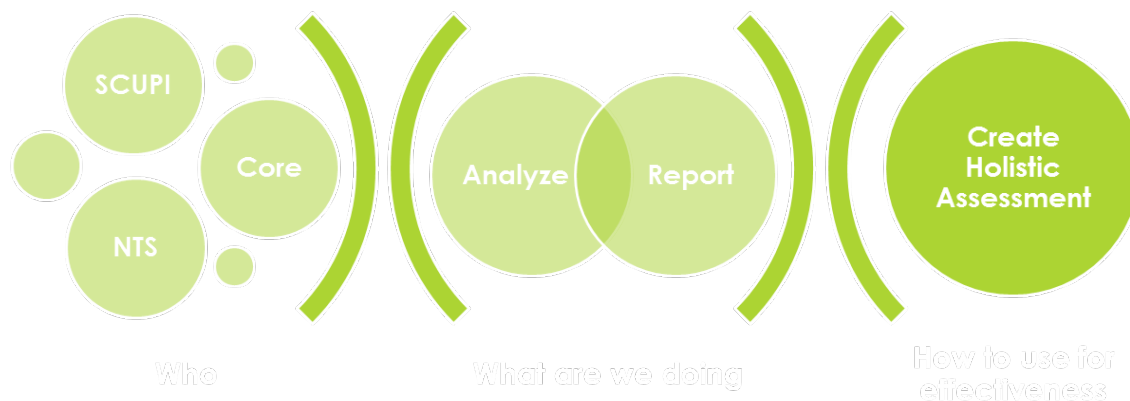 SCUPI
Core
NTS
Analyze
Report
Create
Holistic
Assessment
Who
What are we doing
How to use for
effectiveness